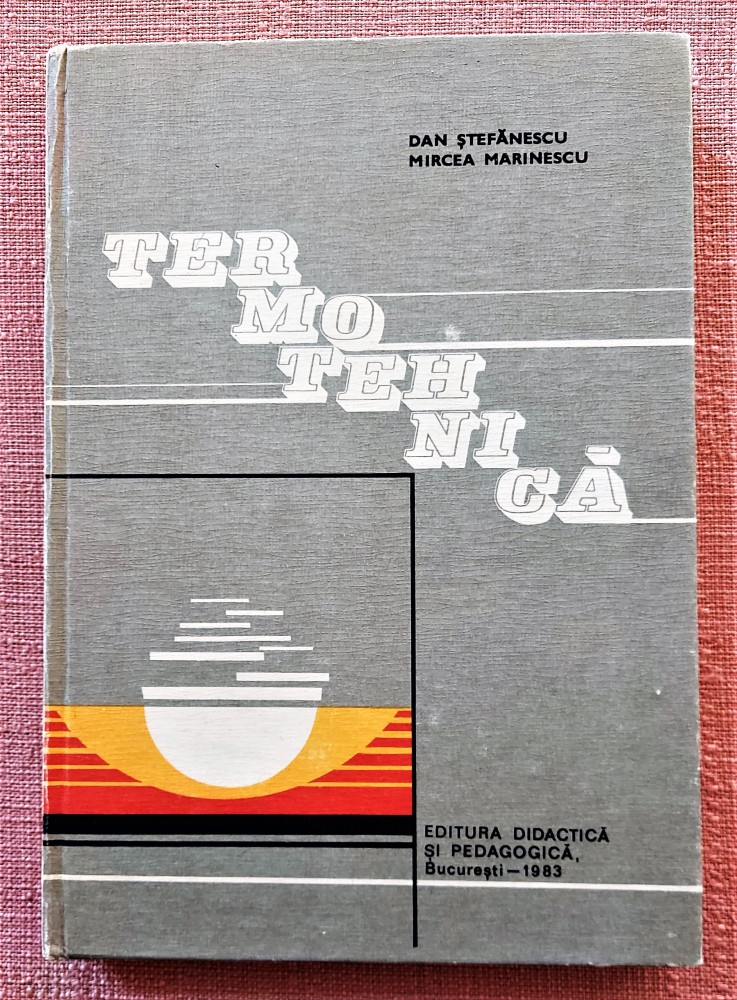 DAN ȘTEFĂNESCU
MIRCEA MARINESCU
TER
MO
TEH
NI
CĂ
EDITURA DIDACTICĂ
ȘI PEDAGOGICĂ,
București — 1983